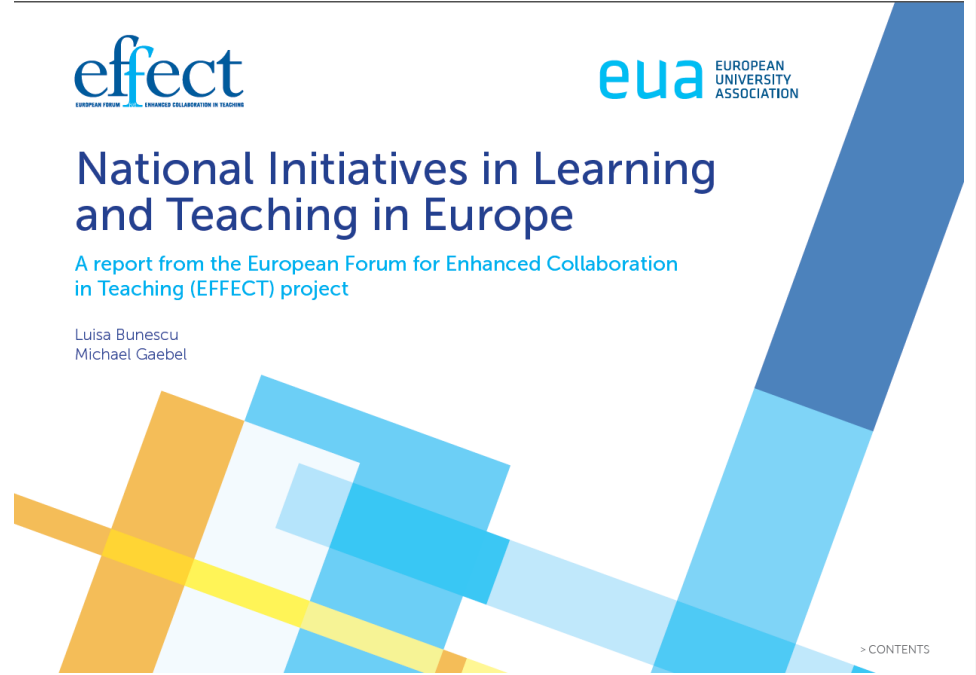 effect
EUROPEAN FORUM ENHANCED COLLABORATION IN TEACHING
eua EUROPEAN
UNIVERSITY
ASSOCIATION
National Initiatives in Learning
and Teaching in Europe
A report from the European Forum for Enhanced Collaboration
in Teaching (EFFECT) project
Luisa Bunescu
Michael Gaebel
> CONTENTS